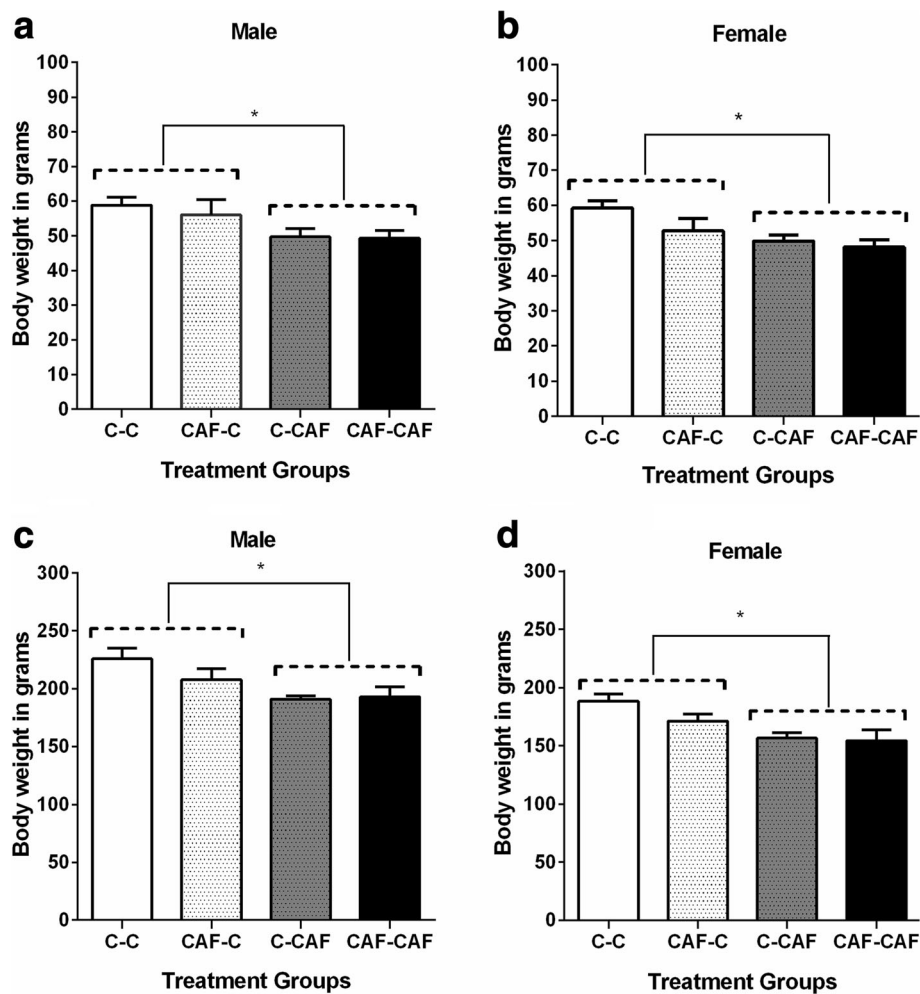 a
Male
Body weight in grams
100
90
80
70
60
50
40
30
20
10
0
*
C-C CAF-C C-CAF CAF-CAF
Treatment Groups
b
Female
Body weight in grams
100
90
80
70
60
50
40
30
20
10
0
*
C-C CAF-C C-CAF CAF-CAF
Treatment Groups
c
Male
Body weight in grams
300
250
200
150
100
50
0
*
C-C CAF-C C-CAF CAF-CAF
Treatment Groups
d
Female
Body weight in grams
300
250
200
150
100
50
0
*
C-C CAF-C C-CAF CAF-CAF
Treatment Groups